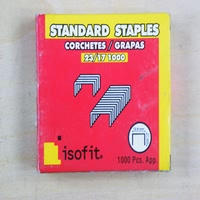 STANDARD STAPLES
CORCHETES / GRAPAS
23/17 1000
isofit®
1000 Pcs. App.